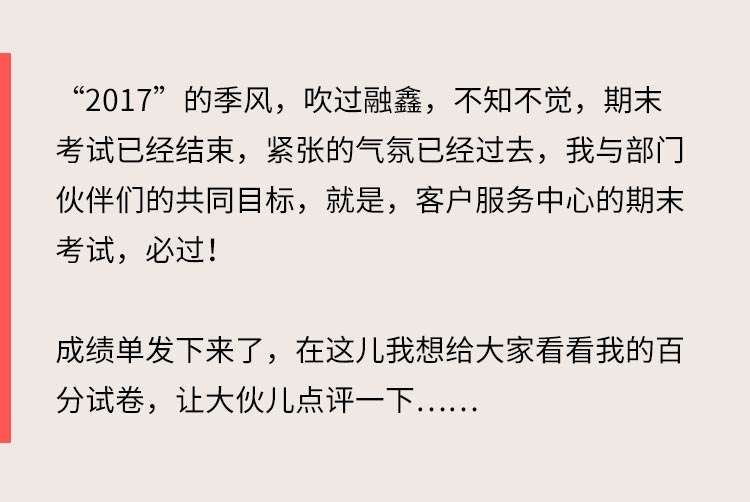 “2017”的季风，吹过融鑫，不知不觉，期末
考试已经结束，紧张的气氛已经过去，我与部门
伙伴们的共同目标，就是，客户服务中心的期末
考试，必过！
成绩单发下来了，在这儿我想给大家看看我的百
分试卷，让大伙儿点评一下……